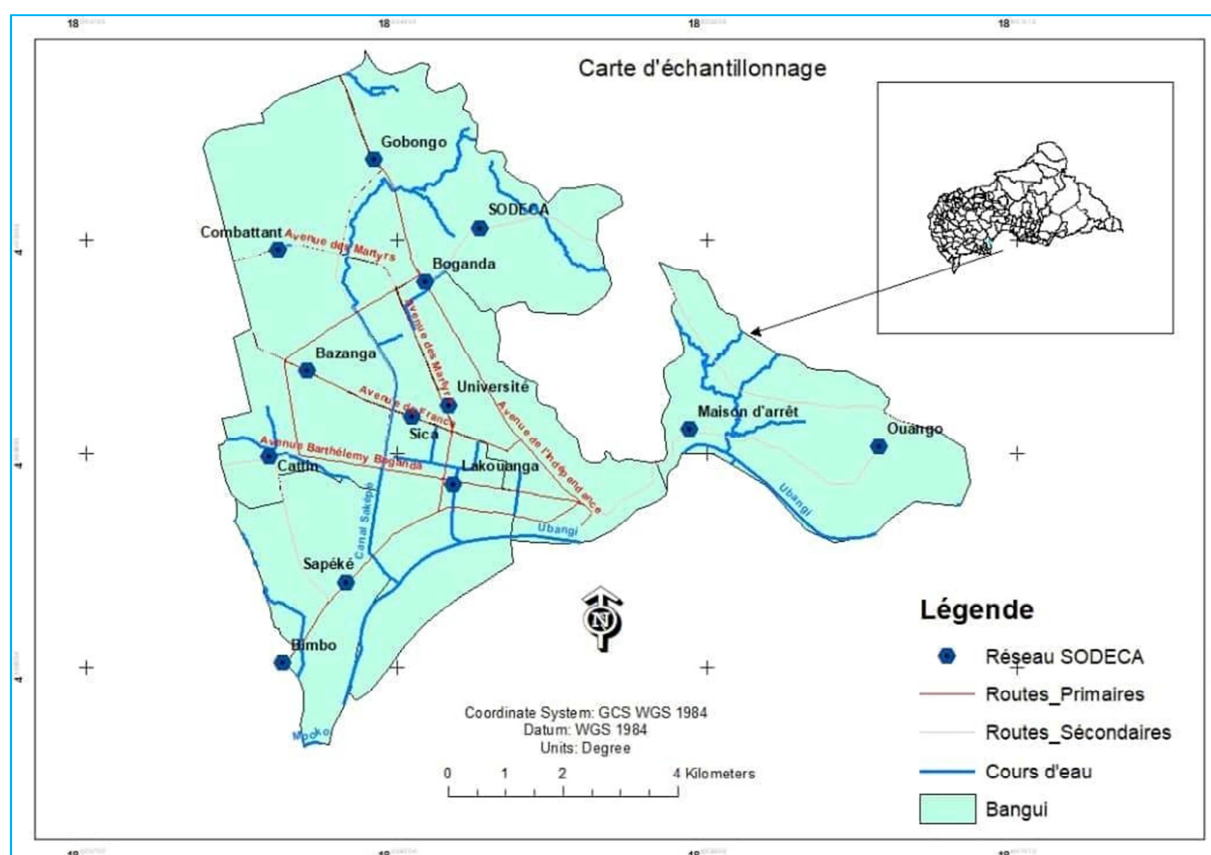 18 18 18 18
Carte d'échantillonnage
Gobongo
SODECA
Combattant
Avenue des Martyrs
Boganda
Avenue des Martyrs
Bazanga
Université
Avenue de France
Sica
Avenue de l'Indépendance
Maison d'arrêt
Ouango
Avenue Barthélemy Boganda
Cattin
Lakouanga
Canal Saképé
Ubangi
Ubangi
Sapéké
Bimbo
Mpoko
4
4
4
Coordinate System: GCS WGS 1984
Datum: WGS 1984
Units: Degree
0 1 2 4 Kilometers
N
Légende
Réseau SODECA
Routes_Primaires
Routes_Sécondaires
Cours d'eau
Bangui
18 18 18 18